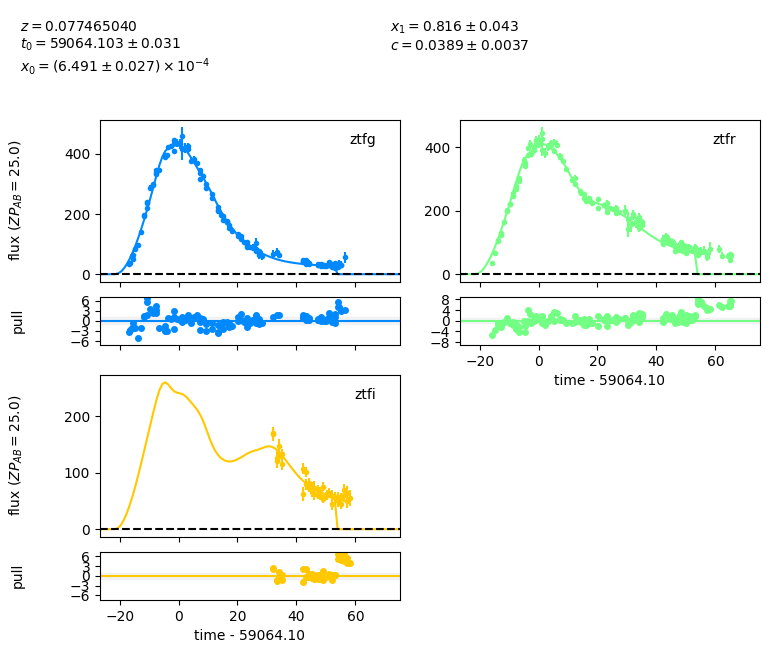 z = 0.077465040
t₀ = 59064.103 ± 0.031
x₀ = (6.491 ± 0.027) × 10⁻⁴
x₁ = 0.816 ± 0.043
c = 0.0389 ± 0.0037
ztfg
flux (ZP_AB = 25.0)
400
200
0
ztfr
400
200
0
pull
6
3
0
−3
−6
8
4
0
−4
−8
−20
0
20
40
60
time - 59064.10
ztfi
flux (ZP_AB = 25.0)
200
100
0
pull
6
3
0
−3
−6
−20
0
20
40
60
time - 59064.10